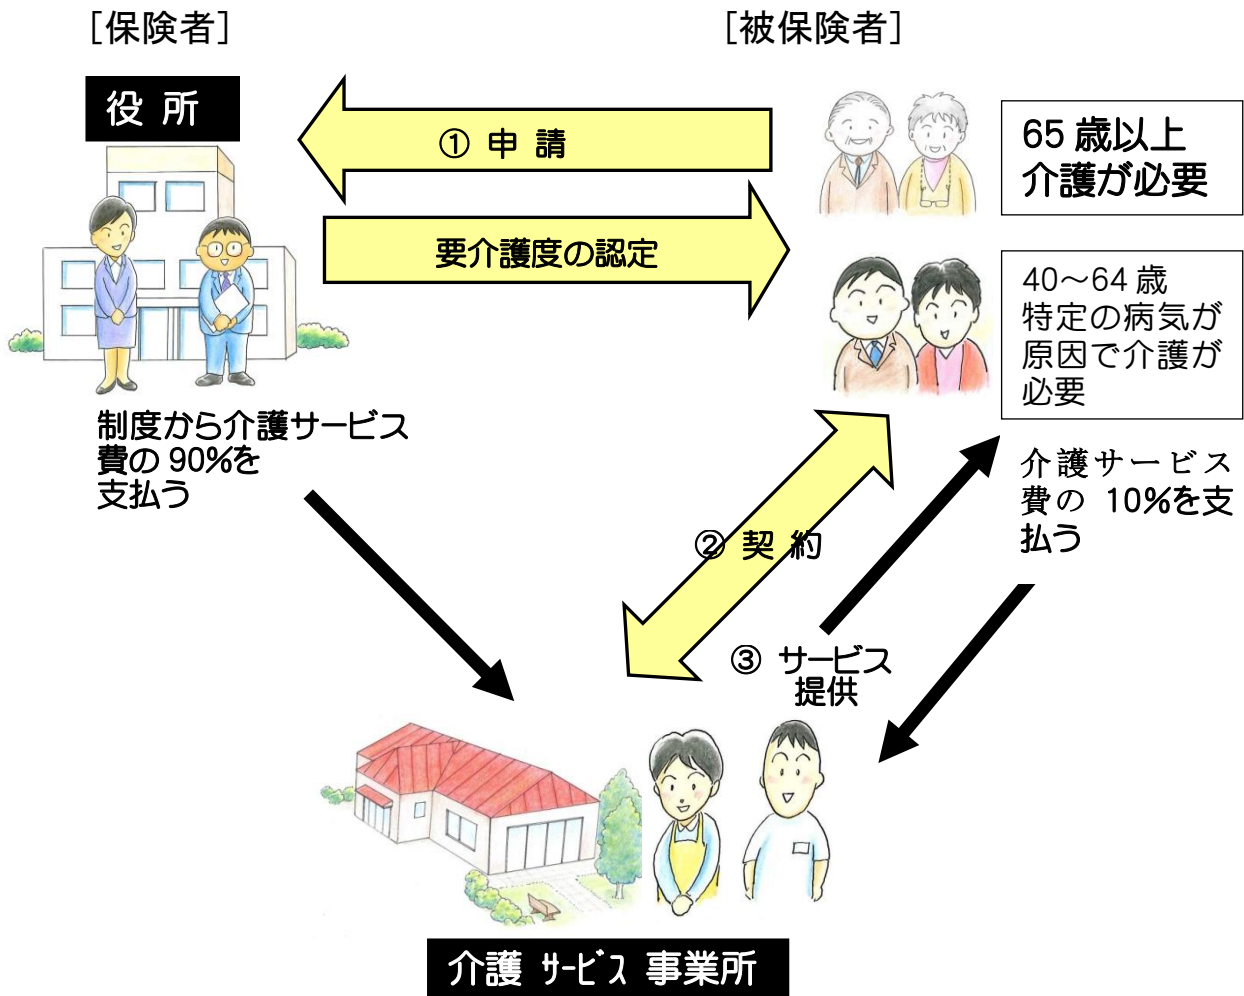 ［保険者］
［被保険者］
役 所
① 申 請
65 歳以上
介護が必要
要介護度の認定
40～64 歳
特定の病気が
原因で介護が
必要
制度から介護サービス
費の 90%を
支払う
介護サービス
費の 10%を支
払う
② 契 約
③ サービス
提供
介護 ｻｰﾋﾞｽ 事業所